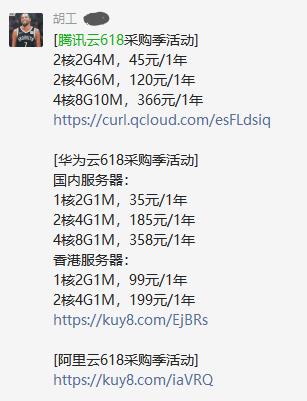 胡工
[腾讯云618采购季活动]
2核2G4M，45元/1年
2核4G6M，120元/1年
4核8G10M，366元/1年
https://curl.qcloud.com/esFLdsiq
[华为云618采购季活动]
国内服务器：
1核2G1M，35元/1年
2核4G1M，185元/1年
4核8G1M，358元/1年
香港服务器：
1核2G1M，99元/1年
2核4G1M，199元/1年
https://kuy8.com/EjBRs
[阿里云618采购季活动]
https://kuy8.com/iaVRQ